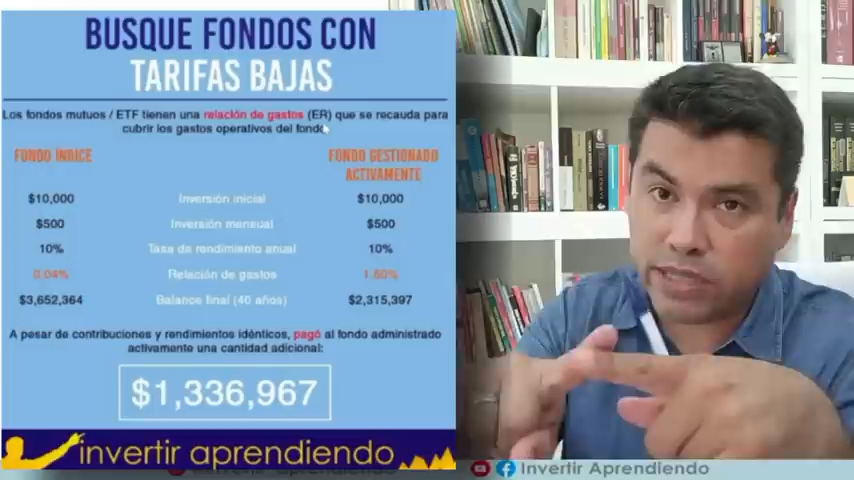 BUSQUE FONDOS CON
TARIFAS BAJAS
Los fondos mutuos / ETF tienen una relación de gastos (ER) que se recauda para
cubrir los gastos operativos del fondo.
FONDO ÍNDICE
FONDO GESTIONADO
ACTIVAMENTE
$10,000 Inversión inicial $10,000
$500 Inversión mensual $500
10% Tasa de rendimiento anual 10%
0.04% Relación de gastos 1.50%
$3,652,364 Balance final (40 años) $2,315,397
A pesar de contribuciones y rendimientos idénticos, pagó al fondo administrado
activamente una cantidad adicional:
$1,336,967
invertir aprendiendo
Invertir Aprendiendo